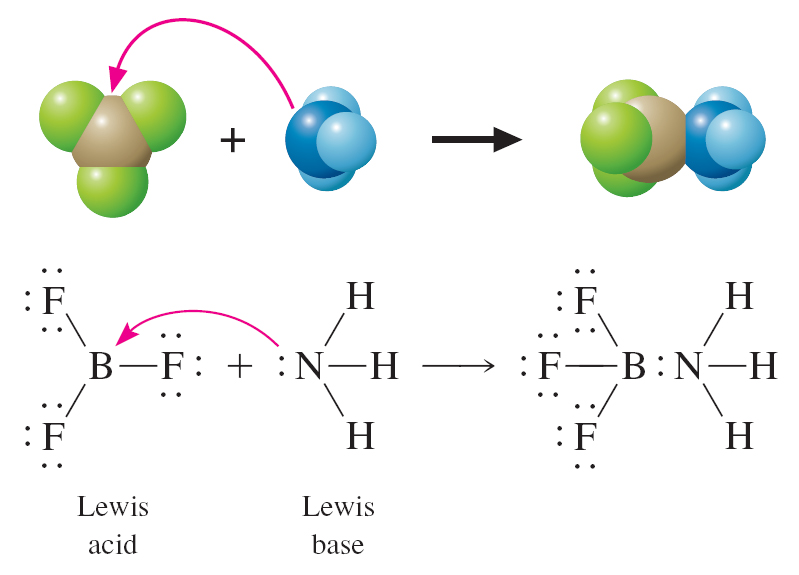 +
F H H
: F B — F : + : N — H ⟶ : F — B : N — H
F H F H
Lewis Lewis
acid base